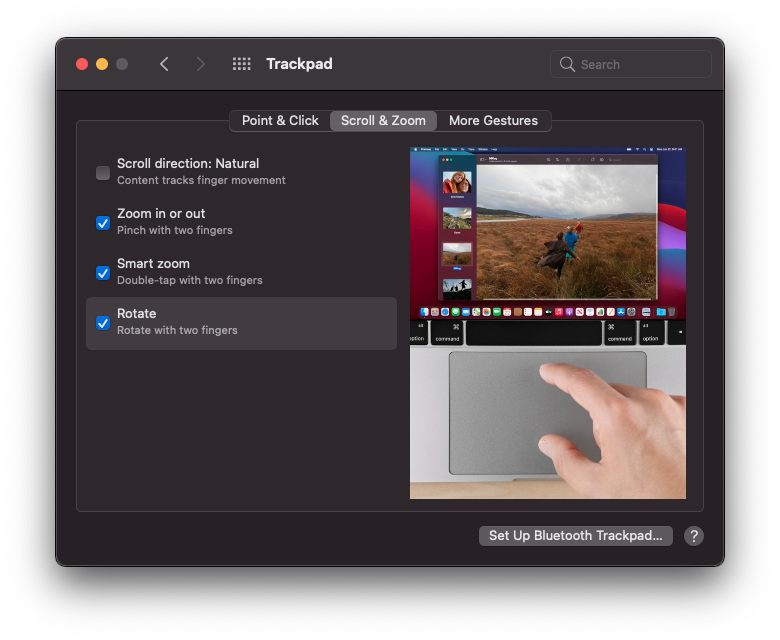 Trackpad
Search
Point & Click
Scroll & Zoom
More Gestures
Scroll direction: Natural
Content tracks finger movement
Zoom in or out
Pinch with two fingers
Smart zoom
Double-tap with two fingers
Rotate
Rotate with two fingers
⌘
command
⌘
command
option
Set Up Bluetooth Trackpad...
?